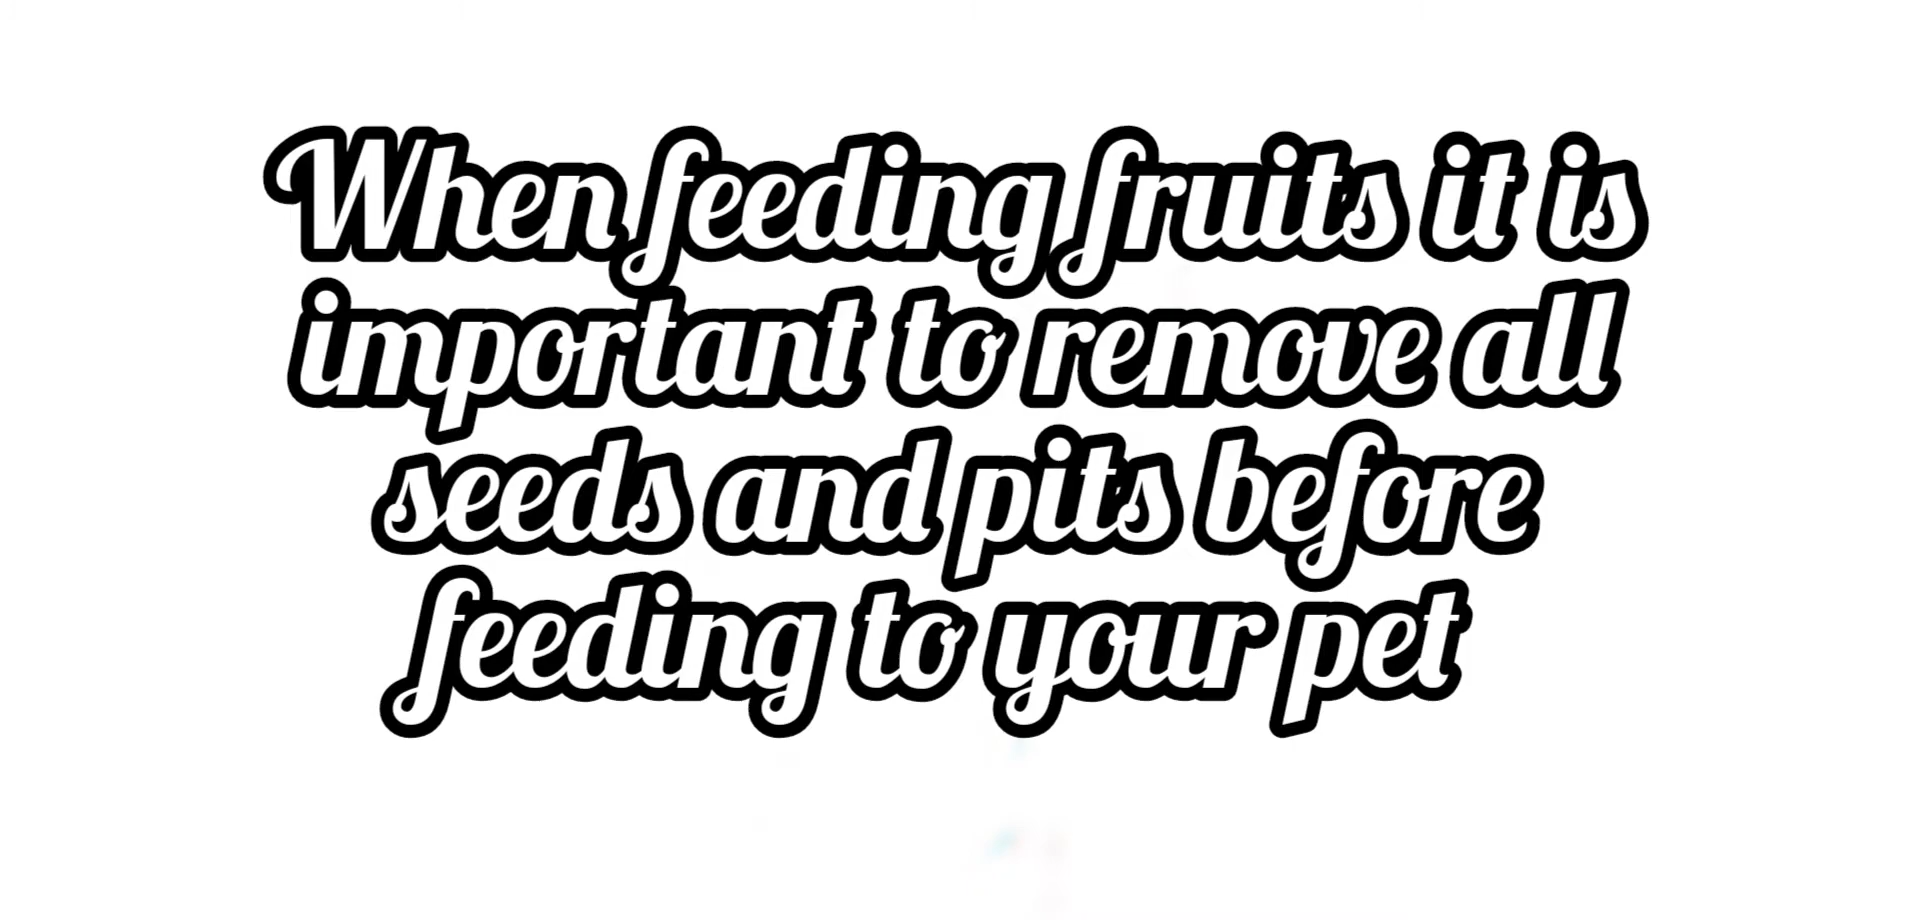 When feeding fruits it is
important to remove all
seeds and pits before
feeding to your pet